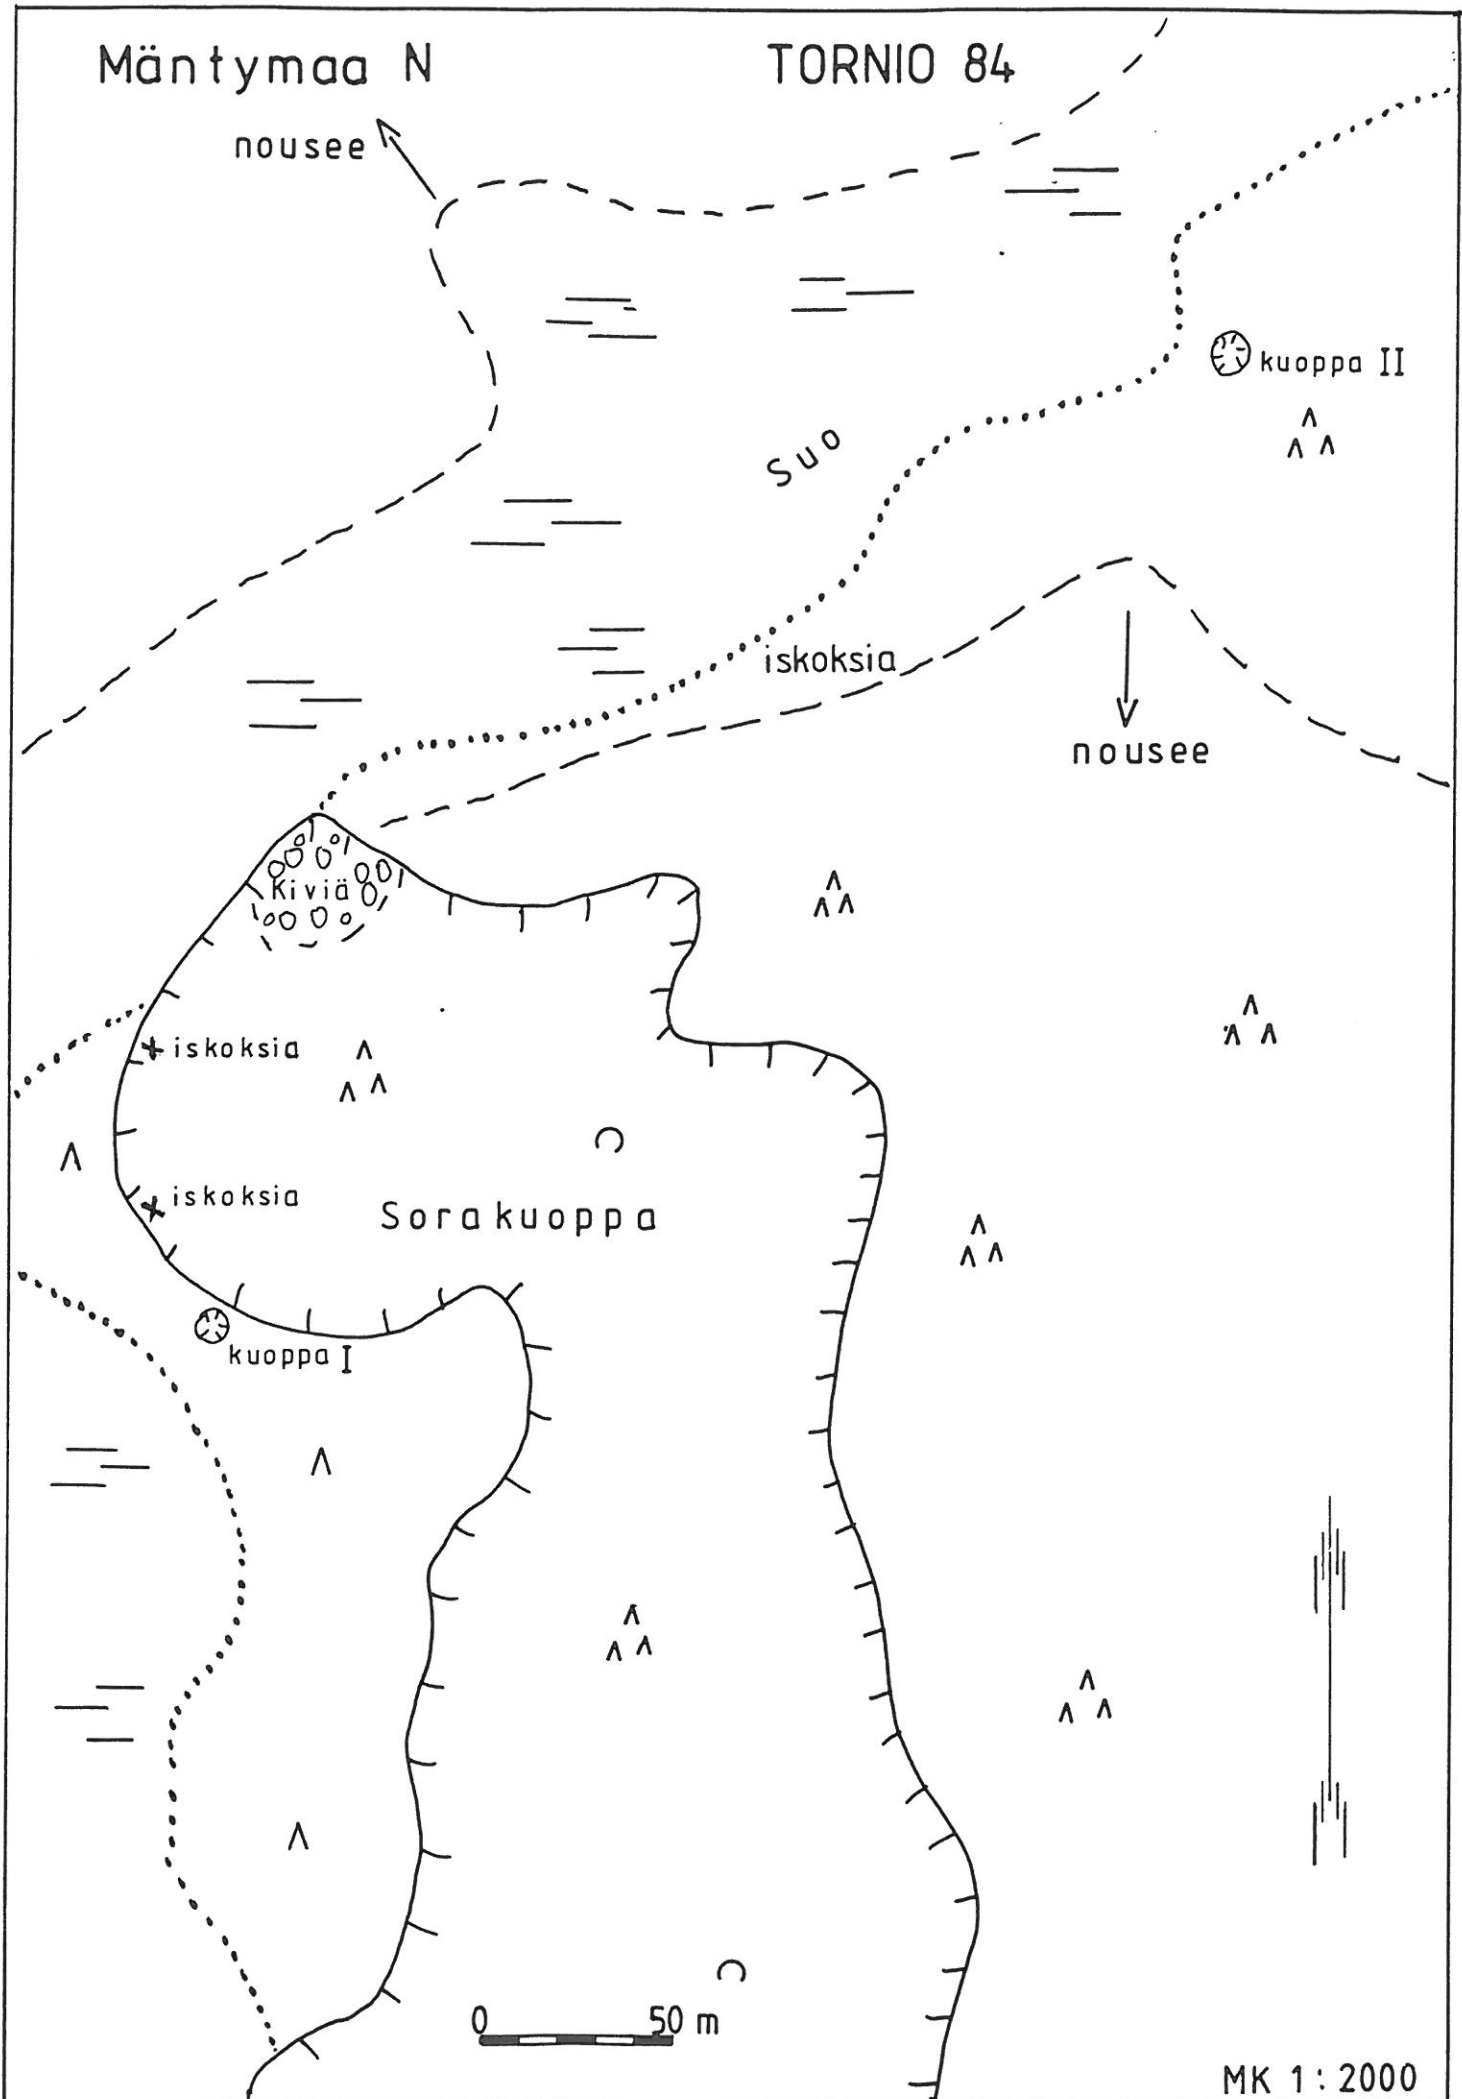 Mäntymaa N
TORNIO 84
nousee
kuoppa II
Suo
iskoksia
nousee
Kiviä
iskoksia
iskoksia
Sorakuoppa
kuoppa I
0 50 m
MK 1:2000